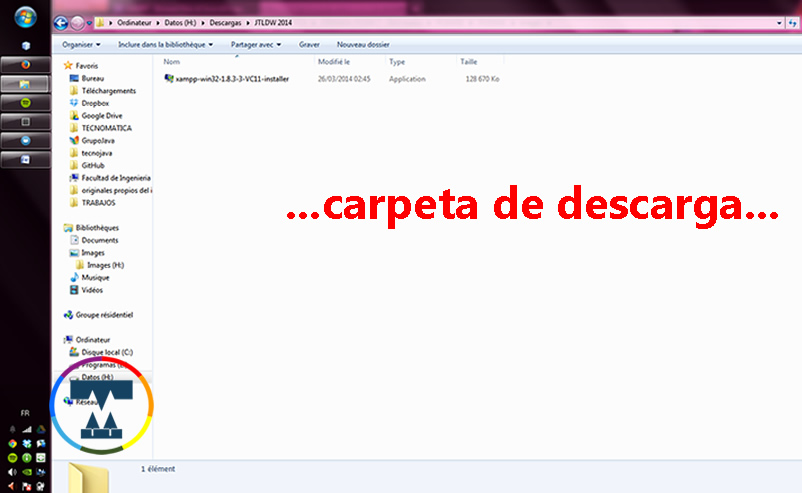 Ordinateur ▸ Datos (H:) ▸ Descargas ▸ JTLDW 2014
Organiser Inclure dans la bibliothèque Partager avec Graver Nouveau dossier
Favoris
Bureau
Téléchargements
Dropbox
Google Drive
TECNOMATICA
GrupoJava
tecnojava
GitHub
Facultad de Ingenieria
originales propios del i
TRABAJOS
Bibliothèques
Documents
Images
Images (H:)
Musique
Vidéos
Groupe résidentiel
Ordinateur
Disque local (C:)
Programas (
Datos (H:)
Réseau
Nom Modifié le Type Taille
xampp-win32-1.8.3-3-VC11-installer 26/03/2014 02:45 Application 128 670 Ko
...carpeta de descarga...
FR
1 élément